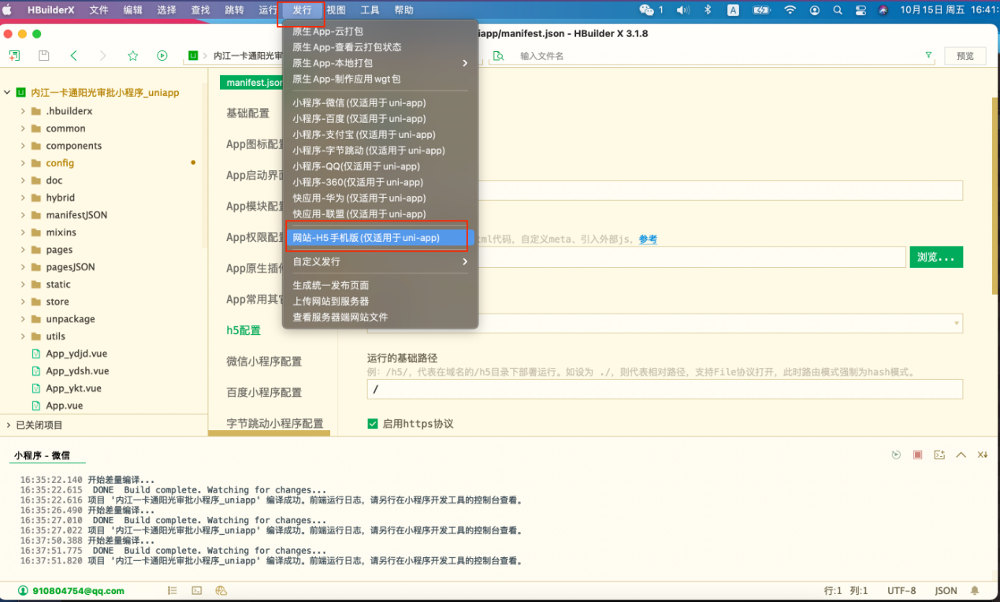 HBuilderX 文件 编辑 选择 查找 跳转 运行 发行 视图 工具 帮助 1 A 10月15日 周五 16:41:
iapp/manifest.json - HBuilder X 3.1.8
内江一卡通阳光审 输入文件名 预览
内江一卡通阳光审批小程序_uniapp
.hbuilderx
common
components
config
doc
hybrid
manifestJSON
mixins
pages
pagesJSON
static
store
unpackage
utils
App_ydjd.vue
App_ydsh.vue
App_ykt.vue
App.vue
已关闭项目
manifest.json
基础配置
App图标配置
App启动界面
App模块配置
App权限配置
App原生插件
App常用其它
h5配置
微信小程序配置
百度小程序配置
字节跳动小程序配置
原生App-云打包
原生App-查看云打包状态
原生App-本地打包
原生App-制作应用wgt包
小程序-微信(仅适用于uni-app)
小程序-百度(仅适用于uni-app)
小程序-支付宝(仅适用于uni-app)
小程序-字节跳动(仅适用于uni-app)
小程序-QQ(仅适用于uni-app)
小程序-360(仅适用于uni-app)
快应用-华为(仅适用于uni-app)
快应用-联盟(仅适用于uni-app)
网站-H5手机版(仅适用于uni-app)
自定义发行
生成统一发布页面
上传网站到服务器
查看服务器端网站文件
tml代码，自定义meta、引入外部js，参考
浏览...
运行的基础路径
例：/h5/，代表在域名的/h5目录下部署运行。如设为 ./，则代表相对路径，支持File协议打开，此时路由模式强制为hash模式。
/
启用https协议
小程序 - 微信
16:35:22.140 开始差量编译...
16:35:22.615 DONE Build complete. Watching for changes...
16:35:22.616 项目 '内江一卡通阳光审批小程序_uniapp' 编译成功。前端运行日志，请另行在小程序开发工具的控制台查看。
16:35:26.490 开始差量编译...
16:35:27.010 DONE Build complete. Watching for changes...
16:35:27.022 项目 '内江一卡通阳光审批小程序_uniapp' 编译成功。前端运行日志，请另行在小程序开发工具的控制台查看。
16:37:50.388 开始差量编译...
16:37:51.775 DONE Build complete. Watching for changes...
16:37:51.820 项目 '内江一卡通阳光审批小程序_uniapp' 编译成功。前端运行日志，请另行在小程序开发工具的控制台查看。
910804754@qq.com 行:1 列:1 UTF-8 JSON